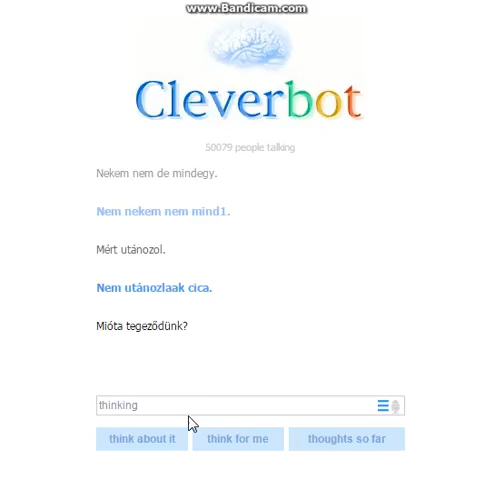 www.Bandicam.com
Cleverbot
50079 people talking
Nekem nem de mindegy.
Nem nekem nem mind1.
Mért utánozol.
Nem utánozlaak cica.
Mióta tegeződünk?
thinking
think about it
think for me
thoughts so far